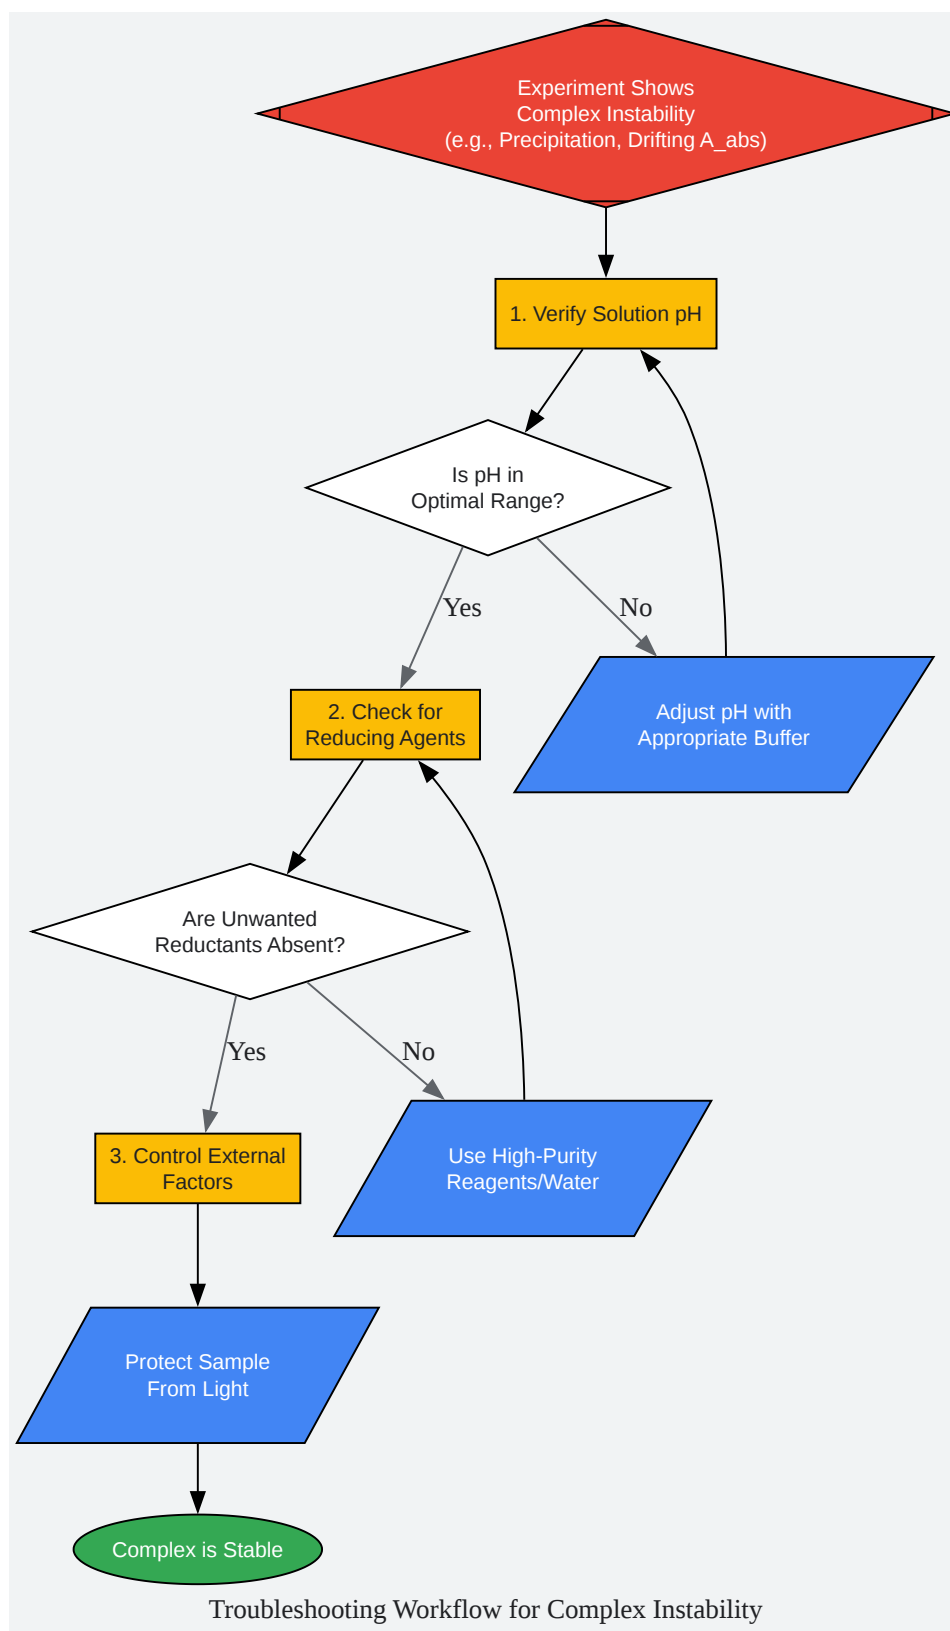 Experiment Shows
Complex Instability
(e.g., Precipitation, Drifting A_abs)
1. Verify Solution pH
Is pH in
Optimal Range?
Yes
No
2. Check for
Reducing Agents
Adjust pH with
Appropriate Buffer
Are Unwanted
Reductants Absent?
Yes
No
3. Control External
Factors
Use High-Purity
Reagents/Water
Protect Sample
From Light
Complex is Stable
Troubleshooting Workflow for Complex Instability